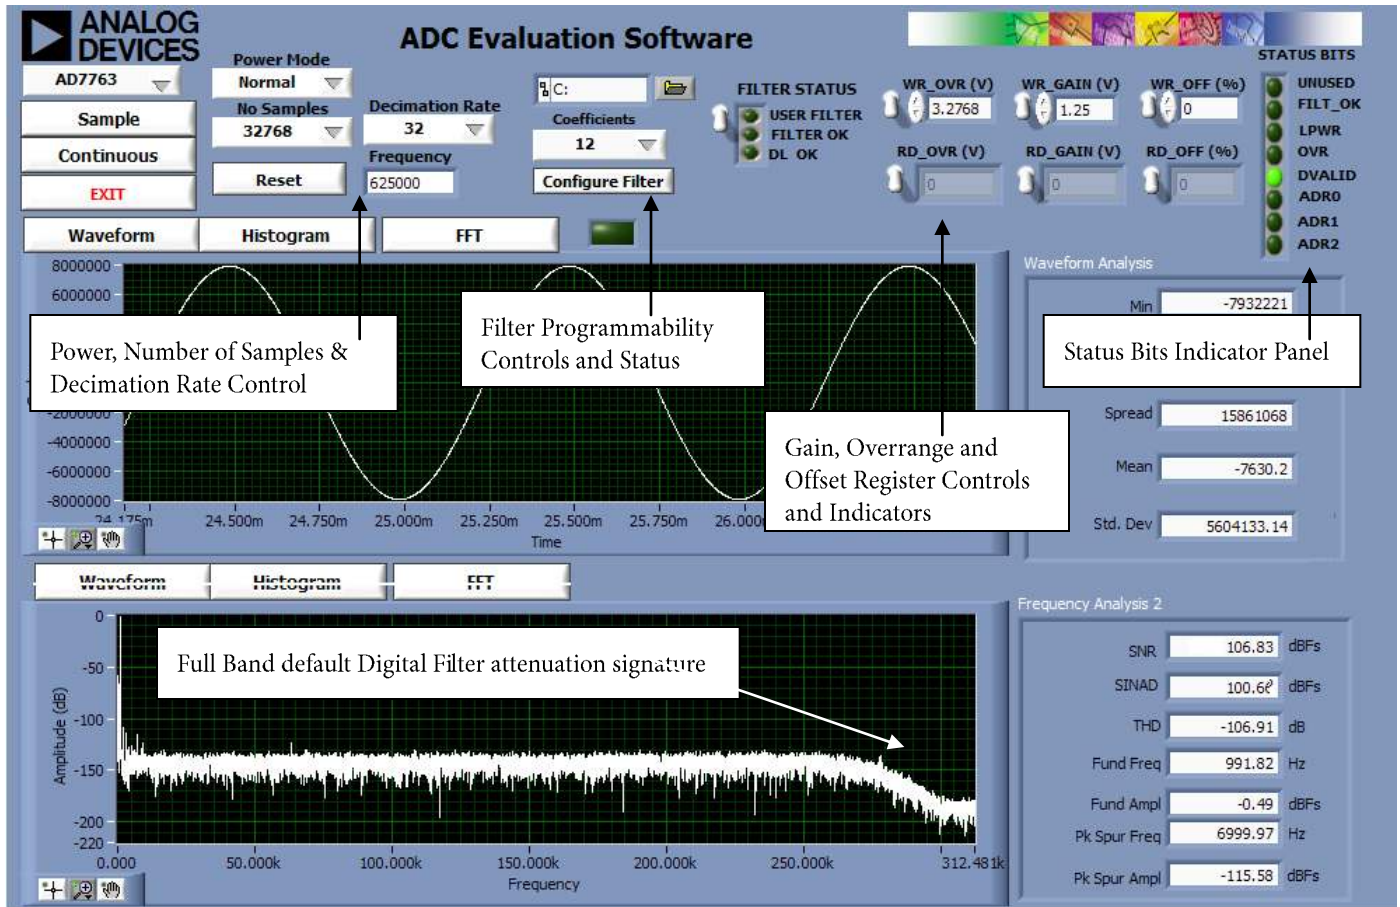 ANALOG
DEVICES
ADC Evaluation Software
AD7763
Sample
Continuous
EXIT
Power Mode
Normal
No Samples
32768
Reset
Decimation Rate
32
Frequency
625000
C:
Coefficients
12
Configure Filter
FILTER STATUS
USER FILTER
FILTER OK
DL OK
WR_OVR (V)
3.2768
WR_GAIN (V)
1.25
WR_OFF (%)
0
RD_OVR (V)
0
RD_GAIN (V)
0
RD_OFF (%)
0
STATUS BITS
UNUSED
FILT_OK
LPWR
OVR
DVALID
ADR0
ADR1
ADR2
Waveform
Histogram
FFT
8000000
6000000
-2000000
-4000000
-6000000
-8000000
24.175m
24.500m
24.750m
25.000m
25.250m
25.500m
25.750m
26.000
Time
Power, Number of Samples &
Decimation Rate Control
Filter Programmability
Controls and Status
Gain, Overrange and
Offset Register Controls
and Indicators
Status Bits Indicator Panel
Waveform Analysis
Min
-7932221
Spread
15861068
Mean
-7630.2
Std. Dev
5604133.14
Waveform
Histogram
FFT
Full Band default Digital Filter attenuation signature
Amplitude (dB)
0
-50
-100
-150
-200
-220
0.000
50.000k
100.000k
150.000k
200.000k
250.000k
312.481k
Frequency
Frequency Analysis 2
SNR
106.83
dBFs
SINAD
dBFs
THD
-106.91
dB
Fund Freq
991.82
Hz
Fund Ampl
-0.49
dBFs
Pk Spur Freq
6999.97
Hz
Pk Spur Ampl
-115.58
dBFs